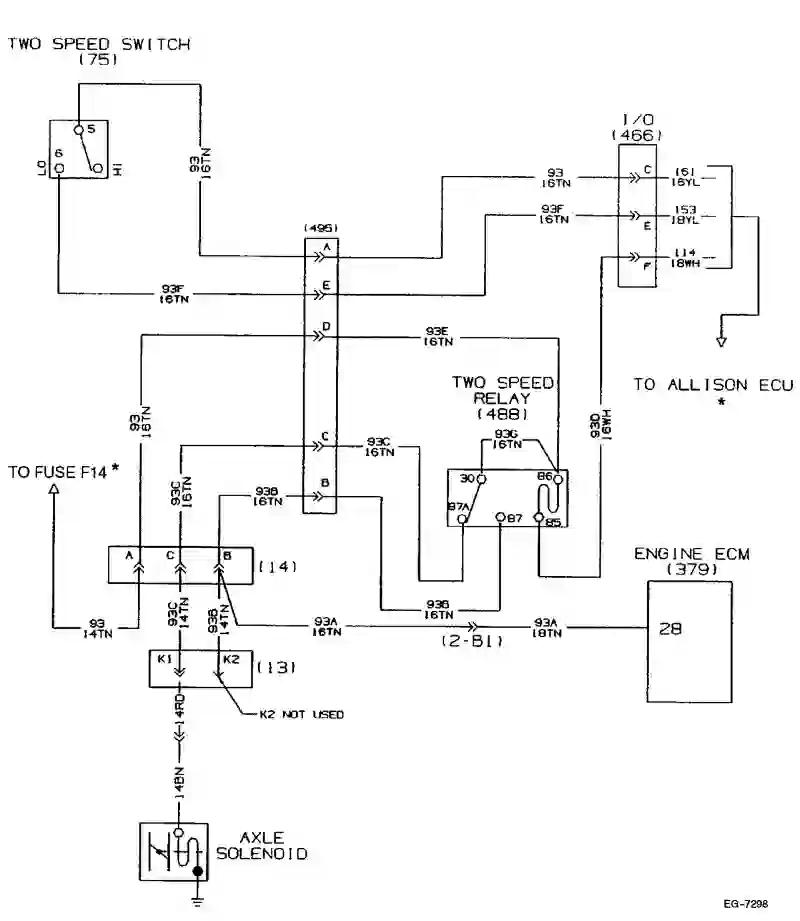 TWO SPEED SWITCH
(75)
5
6
LO
HI
93
16TN
I/O
(466)
C
93
16TN
161
16YL
93F
16TN
153
18YL
E
114
18WH
F
(495)
A
93F
16TN
E
D
93E
16TN
TO ALLISON ECU
*
TWO SPEED
RELAY
(488)
93
16TN
93D
16WH
93G
16TN
C
93C
16TN
TO FUSE F14 *
93C
16TN
93B
16TN
B
30
86
87A
87
85
A
C
B
(14)
ENGINE ECM
(379)
93B
16TN
93
14TN
93C
14TN
93B
14TN
93A
16TN
(2-B1)
93A
18TN
28
K1
K2
(13)
K2 NOT USED
14RD
14BN
AXLE
SOLENOID
EG-7298